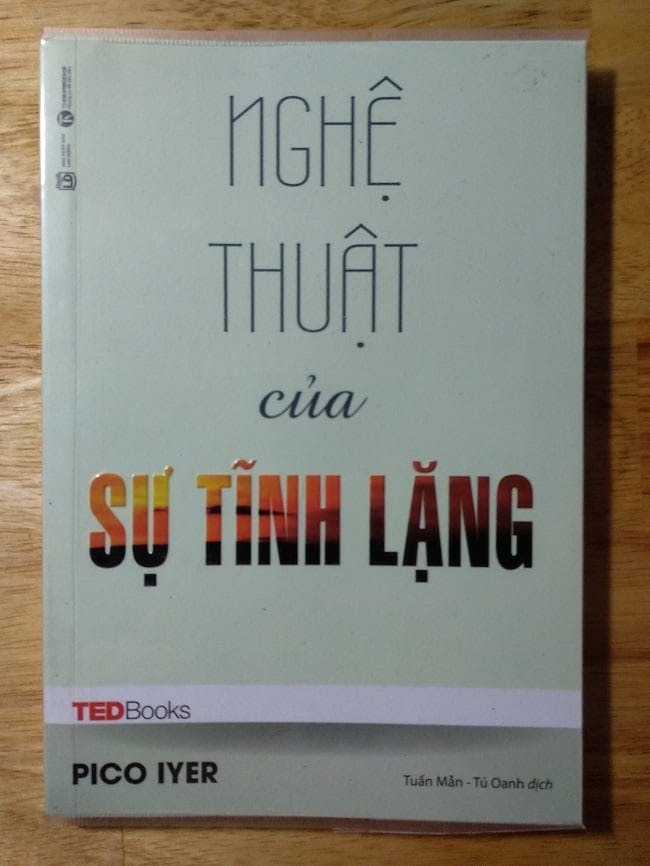 NGHỆ
THUẬT
của
SỰ TĨNH LẶNG
TEDBooks
PICO IYER
Tuấn Mẫn - Tú Oanh dịch